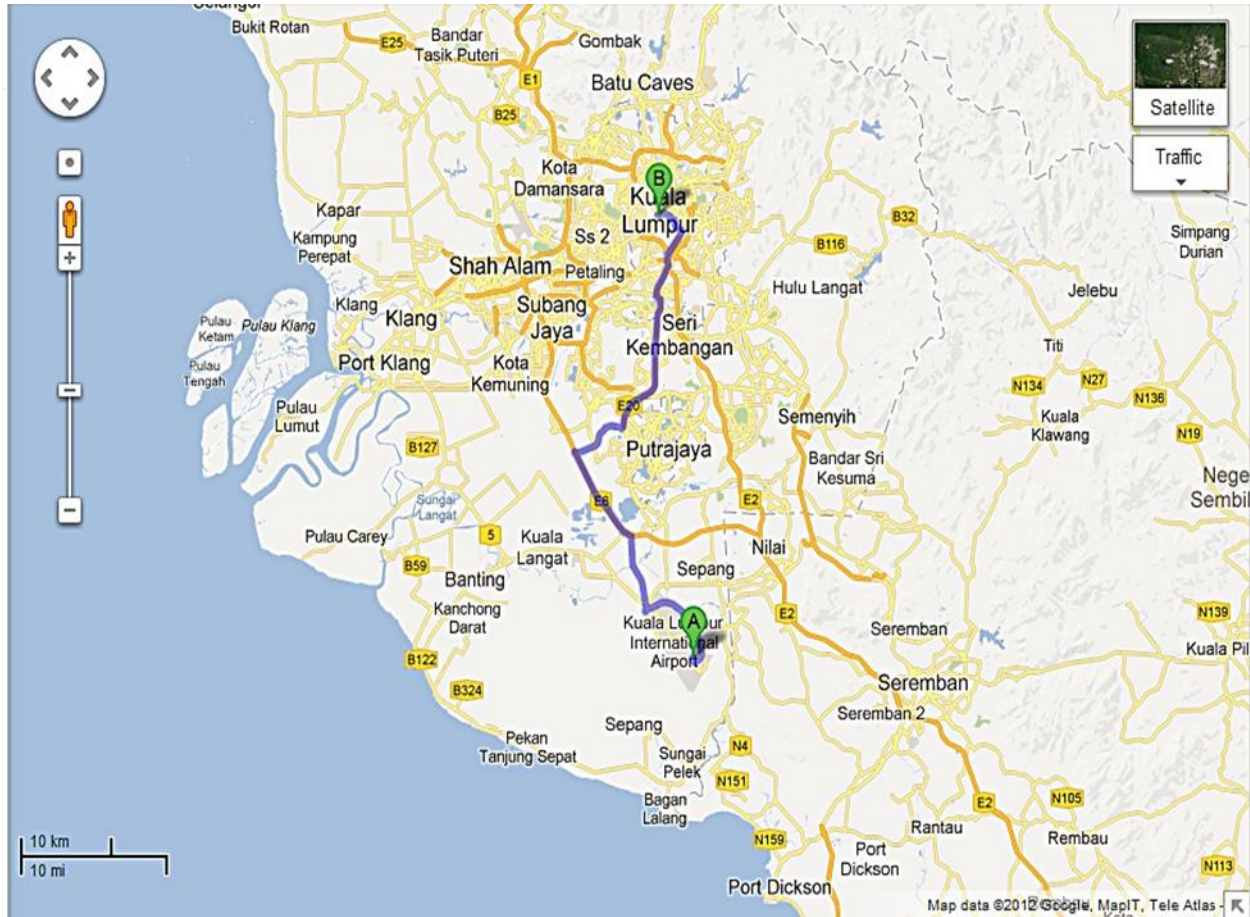 Bukit Rotan
E25
Bandar
Tasik Puteri
Gombak
E1
Batu Caves
B25
Satellite
Traffic
Kota
Damansara
B
Kuala
Lumpur
Kapar
Kampung
Perepat
Ss 2
B32
B116
Simpang
Durian
Shah Alam
Petaling
Hulu Langat
Jelebu
Klang
Klang
Subang
Jaya
Pulau
Ketam
Pulau Klang
Seri
Kembangan
Titi
Port Klang
Kota
Kemuning
Pulau
Tengah
N134
N27
N136
Pulau
Lumut
E20
Semenyih
Kuala
Klawang
N19
B127
Putrajaya
Bandar Sri
Kesuma
Nege
Sembil
Sungai
Langat
E6
E2
Pulau Carey
5
Kuala
Langat
Nilai
B59
Banting
Sepang
Kanchong
Darat
E2
N139
A
Kuala Lumpur
International
Airport
Seremban
Kuala Pil
B122
B324
Seremban
Seremban 2
Sepang
Pekan
Tanjung Sepat
Sungai
Pelek
N4
N151
Bagan
Lalang
E2
N105
Rantau
Rembau
N159
Port
Dickson
N113
10 km
10 mi
Port Dickson
Map data ©2012 Google, MapIT, Tele Atlas -